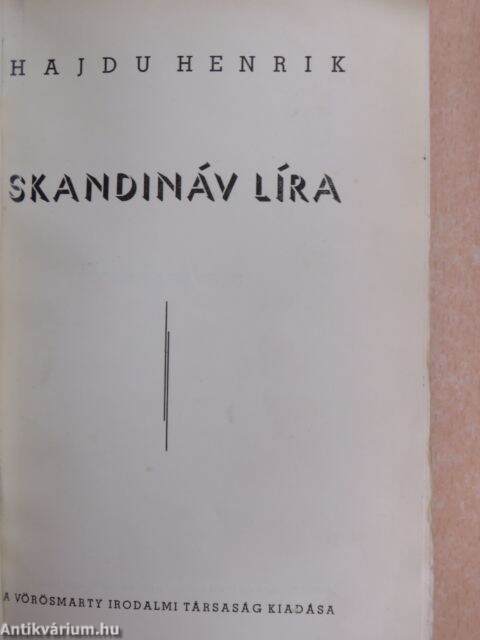 HAJDU HENRIK
SKANDINÁV LÍRA
A VÖRÖSMARTY IRODALMI TÁRSASÁG KIADÁSA
Antikvárium.hu